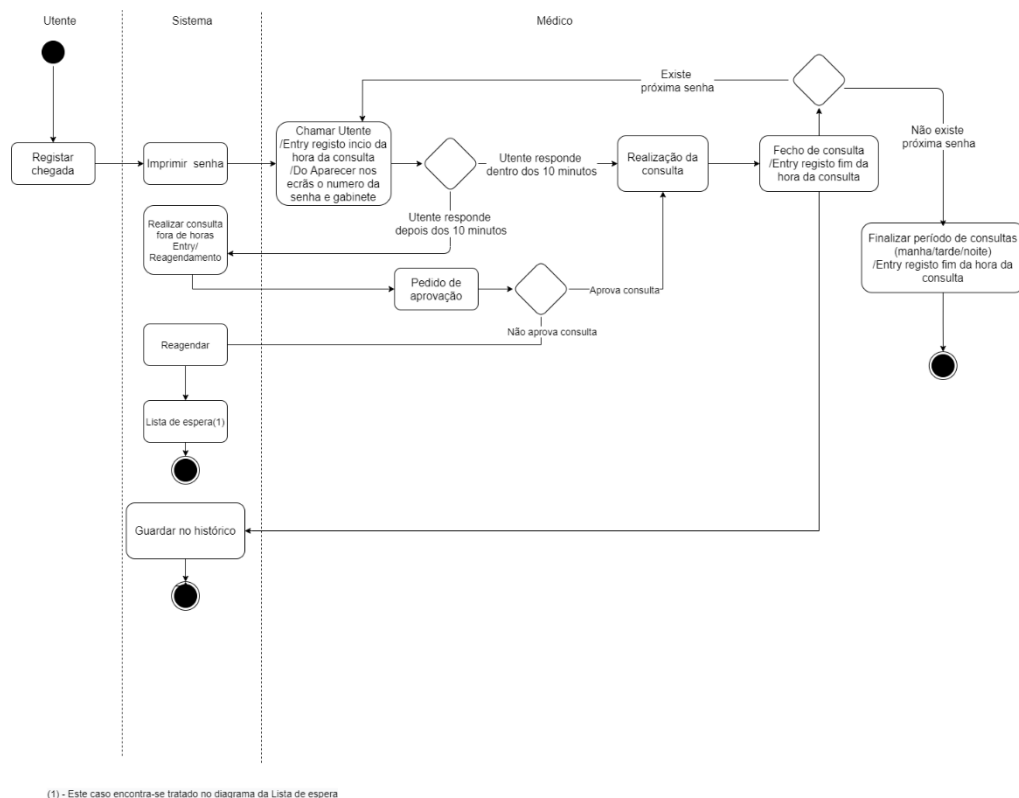 Utente
Sistema
Médico
Existe
próxima senha
Não existe
próxima senha
Registar
chegada
Imprimir senha
Chamar Utente
/Entry registo incio da
hora da consulta
/Do Aparecer nos
ecrãs o numero da
senha e gabinete
Utente responde
dentro dos 10 minutos
Realização da
consulta
Fecho de consulta
/Entry registo fim da
hora da consulta
Utente responde
depois dos 10 minutos
Realizar consulta
fora de horas
Entry/
Reagendamento
Finalizar período de consultas
(manha/tarde/noite)
/Entry registo fim da hora da
consulta
Pedido de
aprovação
Aprova consulta
Não aprova consulta
Reagendar
Lista de espera(1)
Guardar no histórico
(1) - Este caso encontra-se tratado no diagrama da Lista de espera